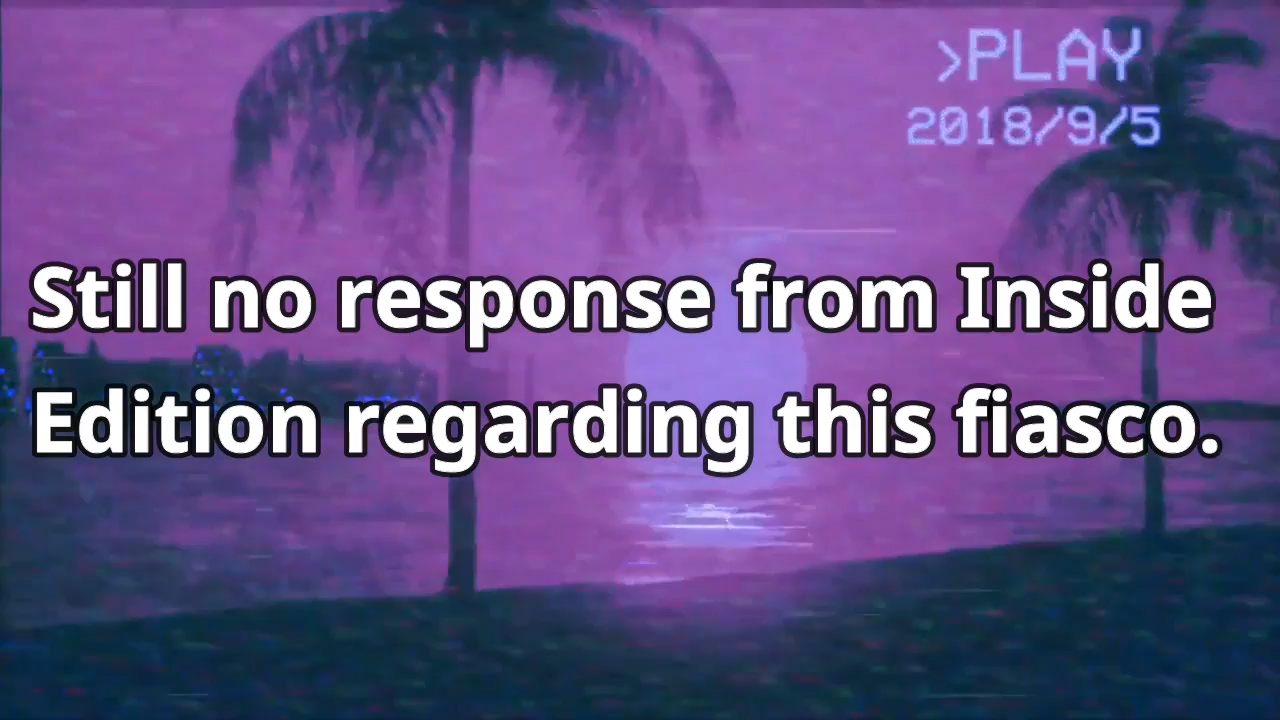 >PLAY
2018/9/5
Still no response from Inside
Edition regarding this fiasco.